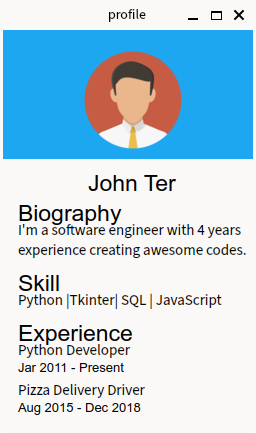 profile
John Ter
Biography
I'm a software engineer with 4 years
experience creating awesome codes.
Skill
Python |Tkinter| SQL | JavaScript
Experience
Python Developer
Jar 2011 - Present
Pizza Delivery Driver
Aug 2015 - Dec 2018